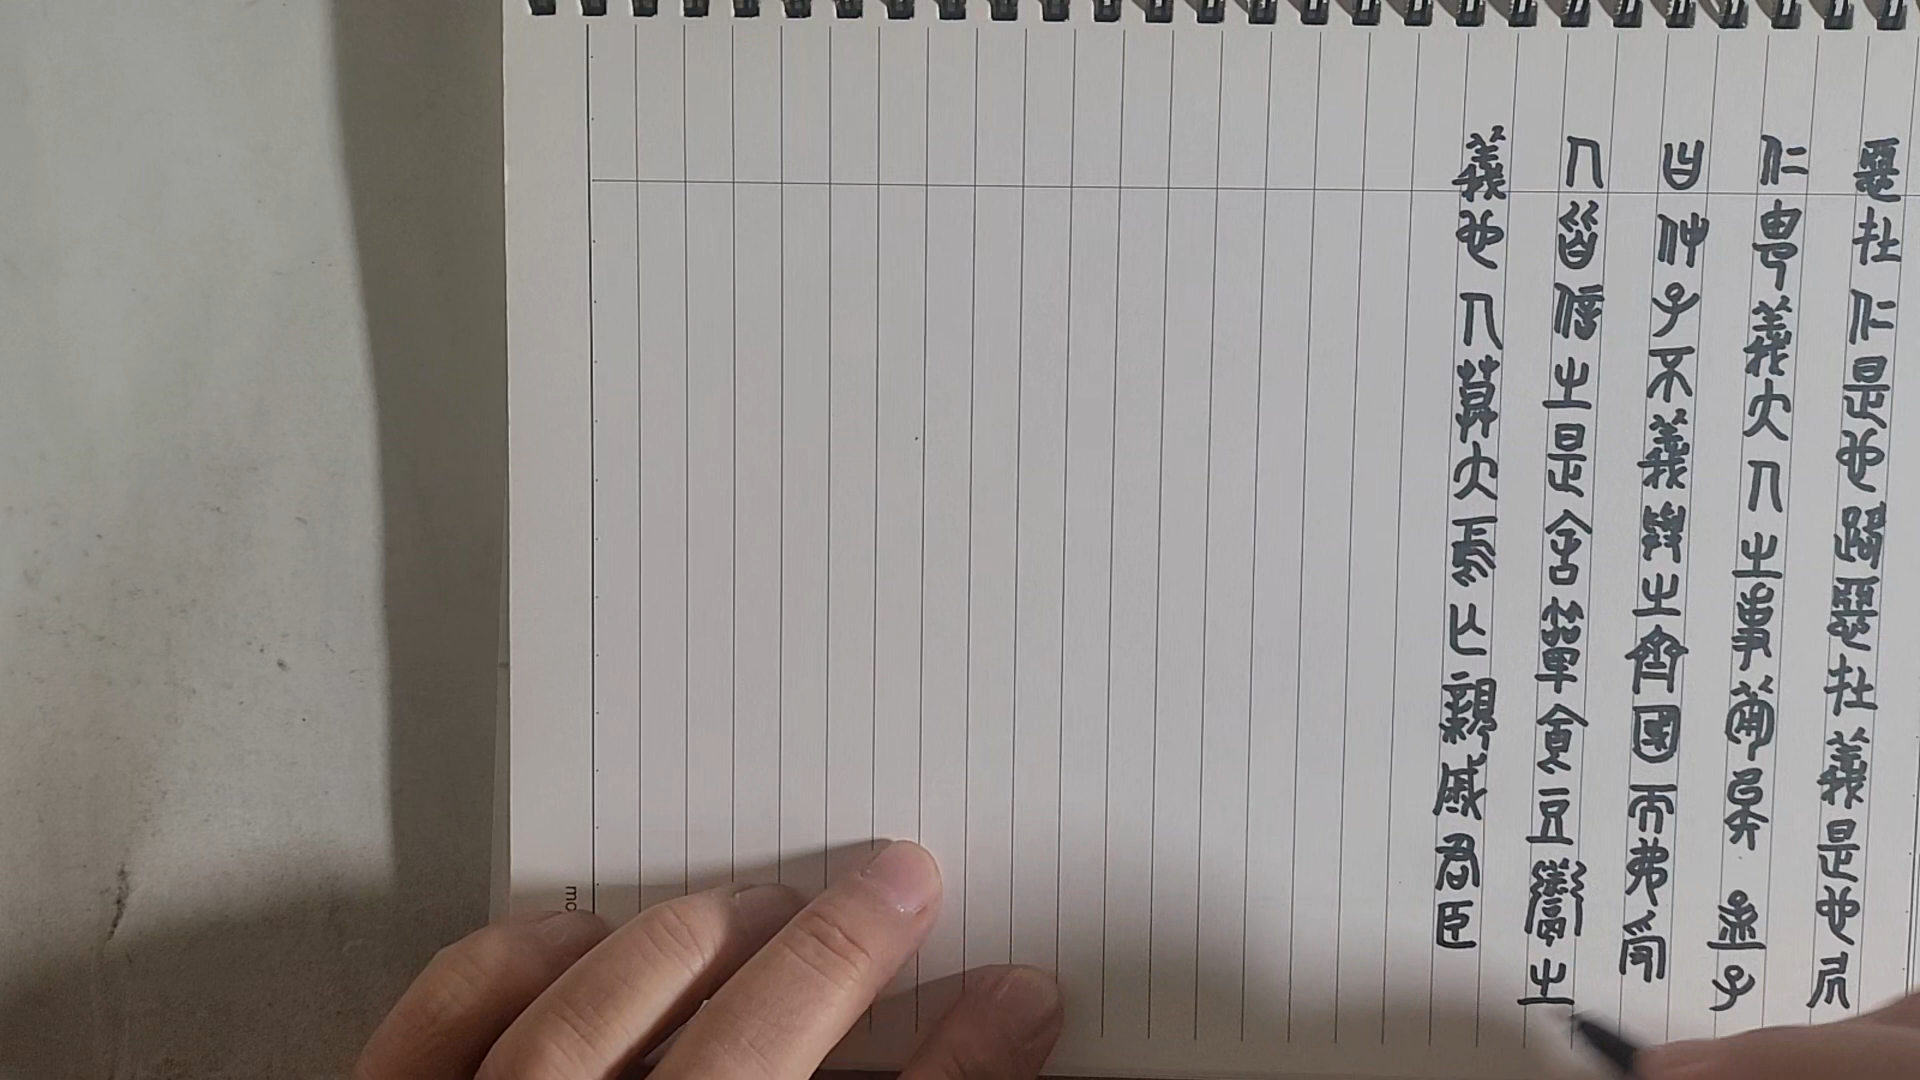 惡在仁是也路惡在義是也居
仁由義大人之事備矣 孟子
曰仲子不義與之齊國而弗受
人皆信之是舍簞食豆羹之
義也人莫大焉亡親戚君臣